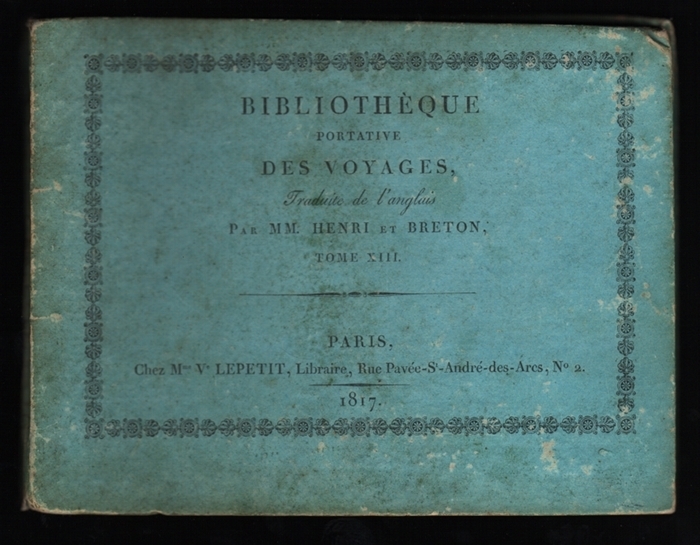 BIBLIOTHÈQUE
PORTATIVE
DES VOYAGES,
Traduite de l'anglais
PAR MM. HENRI ET BRETON,
TOME XIII.
PARIS,
Chez Mme Ve LEPETIT, Libraire, Rue Pavée-St-André-des-Arcs, No 2.
1817.